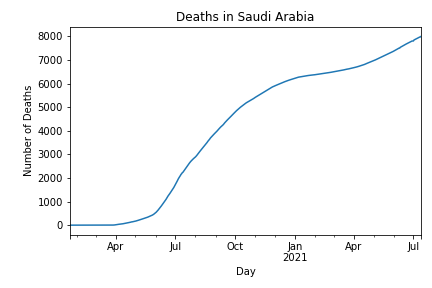 Deaths in Saudi Arabia
8000
7000
6000
5000
4000
3000
2000
1000
0
Number of Deaths
Apr Jul Oct Jan Apr Jul
2021
Day